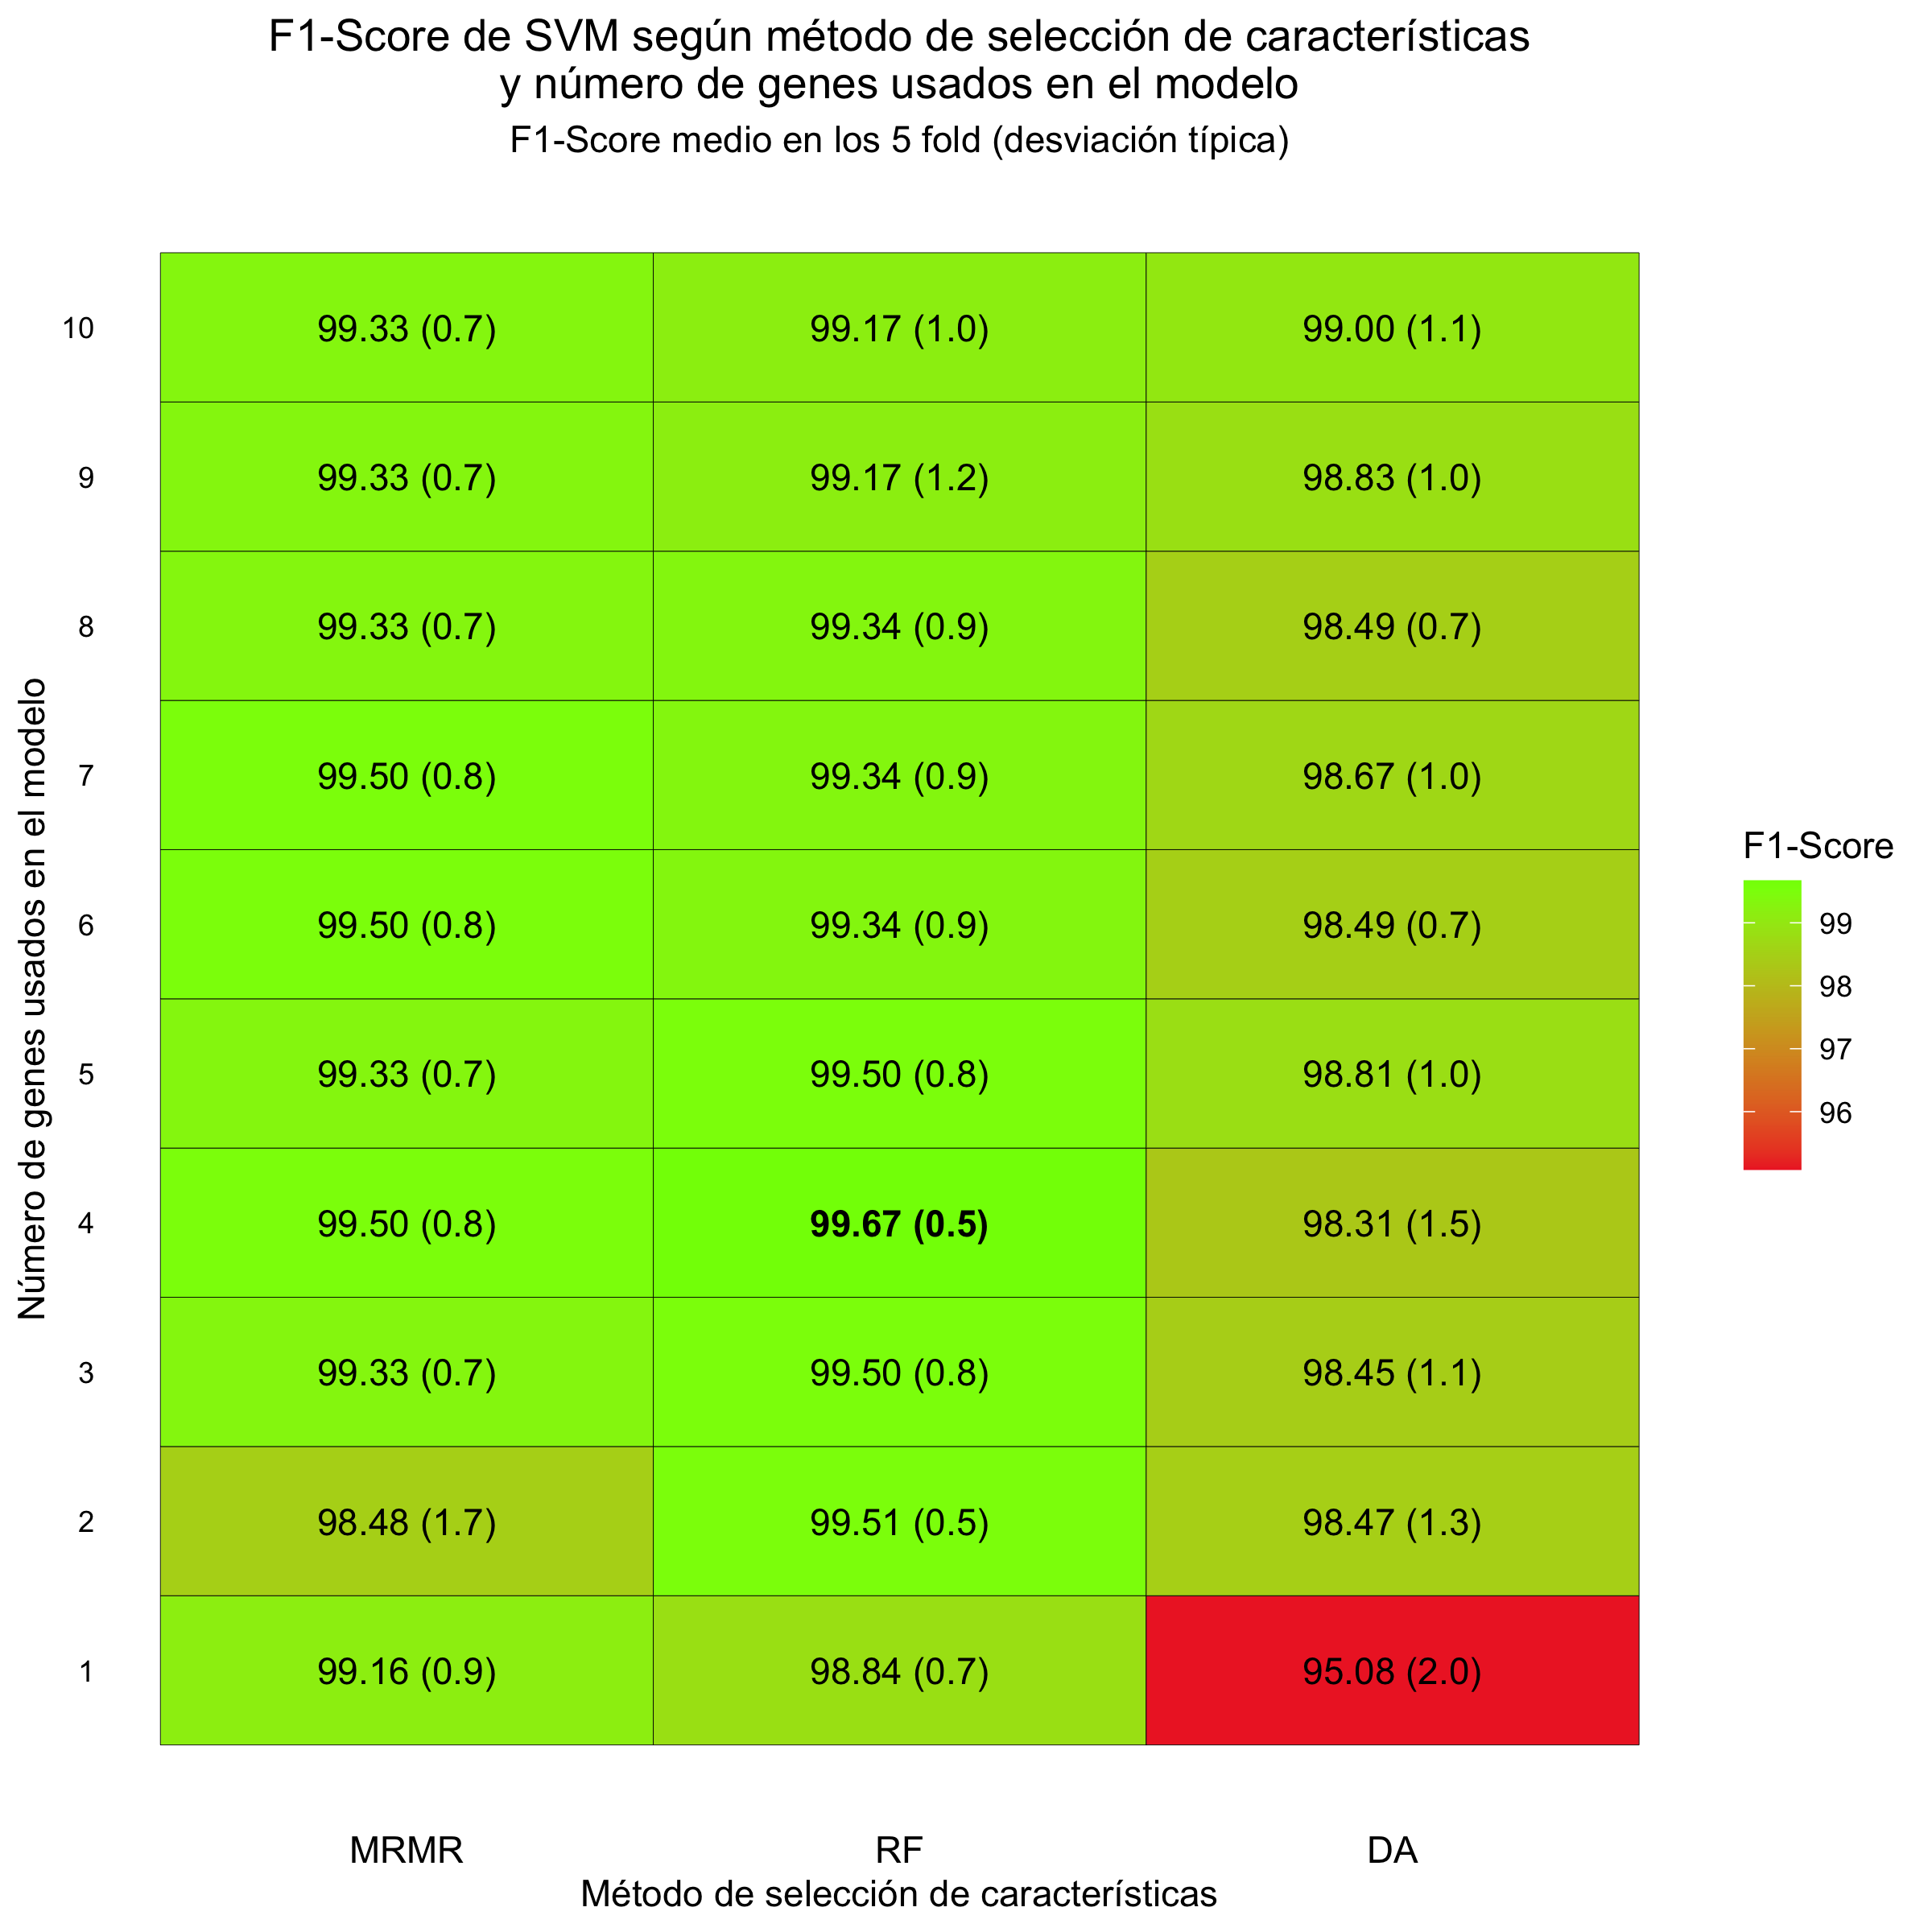 F1-Score de SVM según método de selección de características
y número de genes usados en el modelo
F1-Score medio en los 5 fold (desviación típica)
Número de genes usados en el modelo
10 99.33 (0.7) 99.17 (1.0) 99.00 (1.1)
9 99.33 (0.7) 99.17 (1.2) 98.83 (1.0)
8 99.33 (0.7) 99.34 (0.9) 98.49 (0.7)
7 99.50 (0.8) 99.34 (0.9) 98.67 (1.0)
6 99.50 (0.8) 99.34 (0.9) 98.49 (0.7)
5 99.33 (0.7) 99.50 (0.8) 98.81 (1.0)
4 99.50 (0.8) 99.67 (0.5) 98.31 (1.5)
3 99.33 (0.7) 99.50 (0.8) 98.45 (1.1)
2 98.48 (1.7) 99.51 (0.5) 98.47 (1.3)
1 99.16 (0.9) 98.84 (0.7) 95.08 (2.0)
MRMR RF DA
Método de selección de características
F1-Score
99
98
97
96